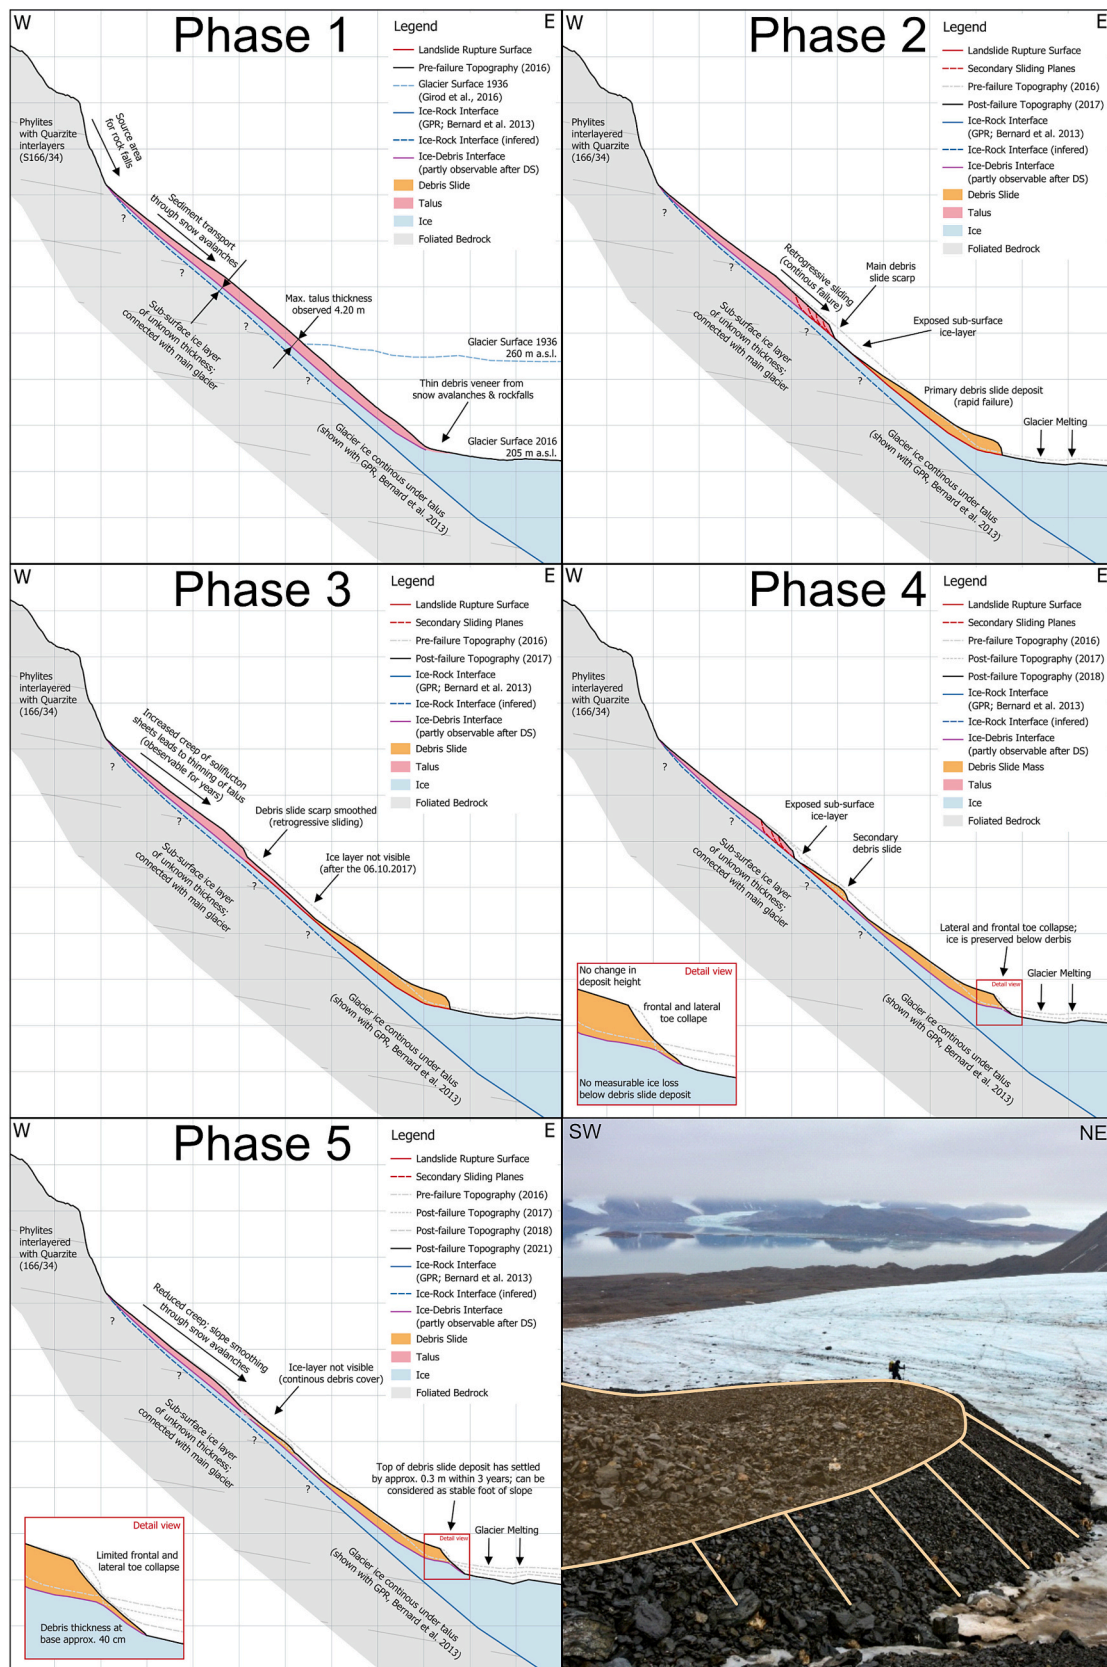 W
Phase 1
E
Legend
Landslide Rupture Surface
Pre-failure Topography (2016)
Glacier Surface 1936
(Girod et al., 2016)
Ice-Rock Interface
(GPR; Bernard et al. 2013)
Ice-Rock Interface (infered)
Ice-Debris Interface
(partly observable after DS)
Debris Slide
Talus
Ice
Foliated Bedrock
Phylites
with Quarzite
interlayers
(S166/34)
Source area
for rock falls
Sediment transport
through snow avalanches
?
?
?
Max. talus thickness
observed 4.20 m
Sub-surface ice layer
of unknown thickness;
connected with main glacier
Glacier Surface 1936
260 m a.s.l.
Thin debris veneer from
snow avalanches & rockfalls
Glacier Surface 2016
205 m a.s.l.
Glacier ice continous under talus
(shown with GPR, Bernard et al. 2013)
W
Phase 2
E
Legend
Landslide Rupture Surface
Secondary Sliding Planes
Pre-failure Topography (2016)
Post-failure Topography (2017)
Ice-Rock Interface
(GPR; Bernard et al. 2013)
Ice-Rock Interface (infered)
Ice-Debris Interface
(partly observable after DS)
Debris Slide
Talus
Ice
Foliated Bedrock
Phylites
interlayered
with Quartzite
(166/34)
?
?
?
?
Retrogressive sliding
(continous failure)
Main debris
slide scarp
Exposed sub-surface
ice-layer
Sub-surface ice layer
of unknown thickness;
connected with main glacier
Primary debris slide deposit
(rapid failure)
Glacier Melting
Glacier ice continous under talus
(shown with GPR, Bernard et al. 2013)
W
Phase 3
E
Legend
Landslide Rupture Surface
Secondary Sliding Planes
Pre-failure Topography (2016)
Post-failure Topography (2017)
Ice-Rock Interface
(GPR; Bernard et al. 2013)
Ice-Rock Interface (infered)
Ice-Debris Interface
(partly observable after DS)
Debris Slide
Talus
Ice
Foliated Bedrock
Phylites
interlayered
with Quartzite
(166/34)
Increased creep of solifucton
sheets leads to thinning of talus
(obeservable for years)
?
?
?
?
Debris slide scarp smoothed
(retrogressive sliding)
Ice layer not visible
(after the 06.10.2017)
Sub-surface ice layer
of unknown thickness;
connected with main glacier
Glacier ice continous under talus
(shown with GPR, Bernard et al. 2013)
W
Phase 4
E
Legend
Landslide Rupture Surface
Secondary Sliding Planes
Pre-failure Topography (2016)
Post-failure Topography (2017)
Post-failure Topography (2018)
Ice-Rock Interface
(GPR; Bernard et al. 2013)
Ice-Rock Interface (infered)
Ice-Debris Interface
(partly observable after DS)
Debris Slide Mass
Talus
Ice
Foliated Bedrock
Phylites
interlayered
with Quartzite
(166/34)
?
?
?
?
Exposed sub-surface
ice-layer
Secondary
debris slide
Sub-surface ice layer
of unknown thickness;
connected with main glacier
Lateral and frontal toe collapse;
ice is preserved below derbis
Glacier Melting
Detail view
Glacier ice continous under talus
(shown with GPR, Bernard et al. 2013)
No change in
deposit height
Detail view
frontal and lateral
toe collape
No measurable ice loss
below debris slide deposit
W
Phase 5
E
Legend
Landslide Rupture Surface
Secondary Sliding Planes
Pre-failure Topography (2016)
Post-failure Topography (2017)
Post-failure Topography (2018)
Post-failure Topography (2021)
Ice-Rock Interface
(GPR; Bernard et al. 2013)
Ice-Rock Interface (infered)
Ice-Debris Interface
(partly observable after DS)
Debris Slide
Talus
Ice
Foliated Bedrock
Phylites
interlayered
with Quartzite
(166/34)
Reduced creep; slope smoothing
through snow avalanches
?
?
?
?
Ice-layer not visible
(continous debris cover)
Sub-surface ice layer
of unknown thickness;
connected with main glacier
Top of debris slide deposit has settled
by approx. 0.3 m within 3 years; can be
considered as stable foot of slope
Detail view
Glacier Melting
Glacier ice continous under talus
(shown with GPR, Bernard et al. 2013)
Detail view
Limited frontal and
lateral toe collapse
Debris thickness at
base approx. 40 cm
SW
NE